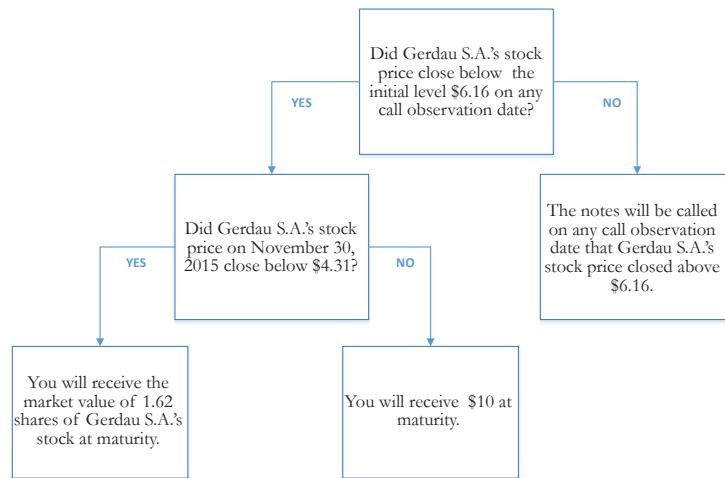 Did Gerdau S.A.'s stock
price close below the
initial level $6.16 on any
call observation date?
YES
NO
Did Gerdau S.A.'s stock
price on November 30,
2015 close below $4.31?
The notes will be called
on any call observation
date that Gerdau S.A.'s
stock price closed above
$6.16.
YES
NO
You will receive the
market value of 1.62
shares of Gerdau S.A.'s
stock at maturity.
You will receive $10 at
maturity.